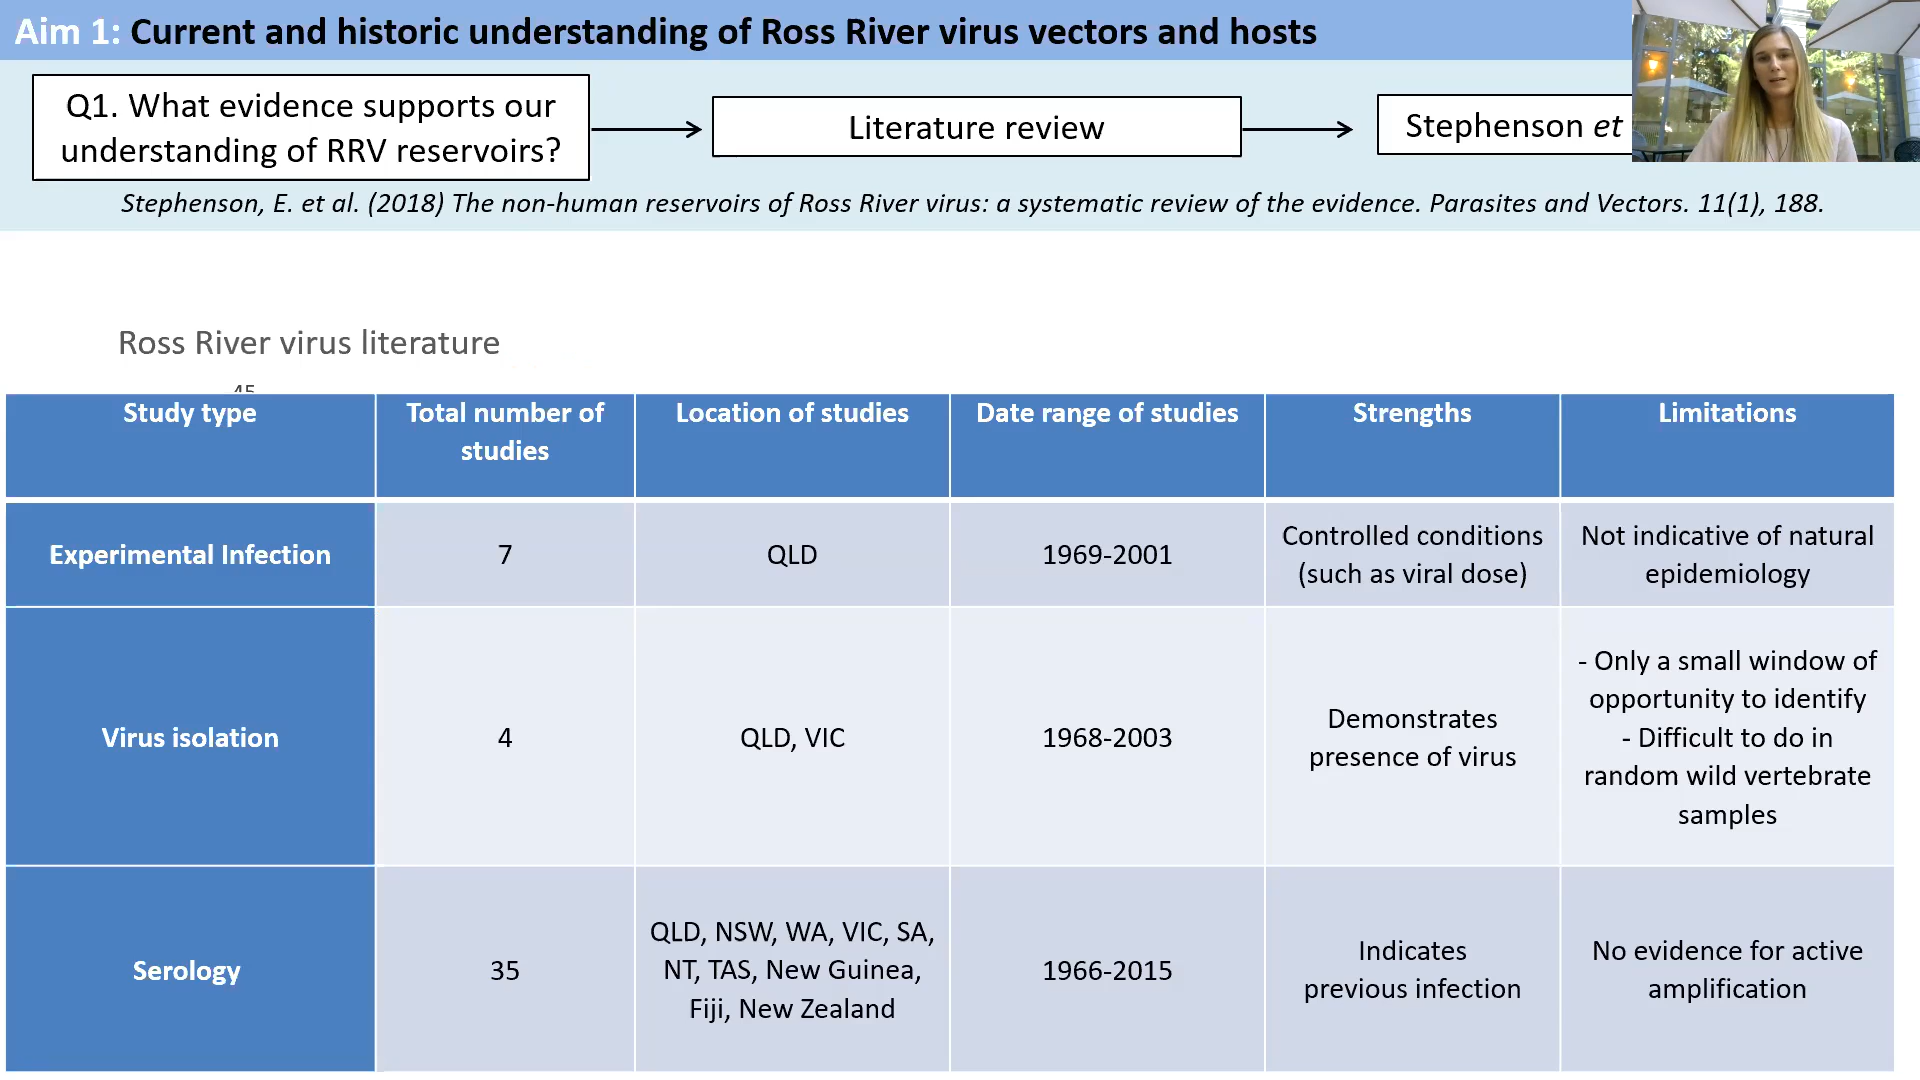 Aim 1: Current and historic understanding of Ross River virus vectors and hosts
Q1. What evidence supports our
understanding of RRV reservoirs?
Literature review
Stephenson et
Stephenson, E. et al. (2018) The non-human reservoirs of Ross River virus: a systematic review of the evidence. Parasites and Vectors. 11(1), 188.
Ross River virus literature
45
Study type
Total number of
studies
Location of studies
Date range of studies
Strengths
Limitations
Experimental Infection
7
QLD
1969-2001
Controlled conditions
(such as viral dose)
Not indicative of natural
epidemiology
Virus isolation
4
QLD, VIC
1968-2003
Demonstrates
presence of virus
- Only a small window of
opportunity to identify
- Difficult to do in
random wild vertebrate
samples
Serology
35
QLD, NSW, WA, VIC, SA,
NT, TAS, New Guinea,
Fiji, New Zealand
1966-2015
Indicates
previous infection
No evidence for active
amplification